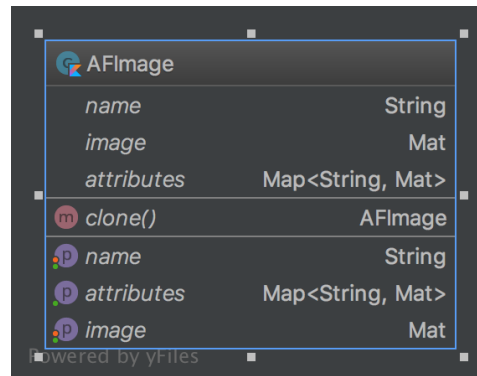 AFImage
name String
image Mat
attributes Map<String, Mat>
m clone() AFImage
p name String
p attributes Map<String, Mat>
p image Mat
Powered by yFiles